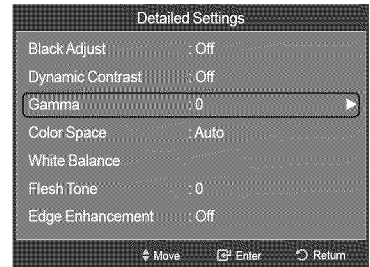 Detailed Settings
Black Adjust : Off
Dynamic Contrast : Off
Gamma : 0
Color Space : Auto
White Balance
Flesh Tone : 0
Edge Enhancement : Off
Move Enter Return